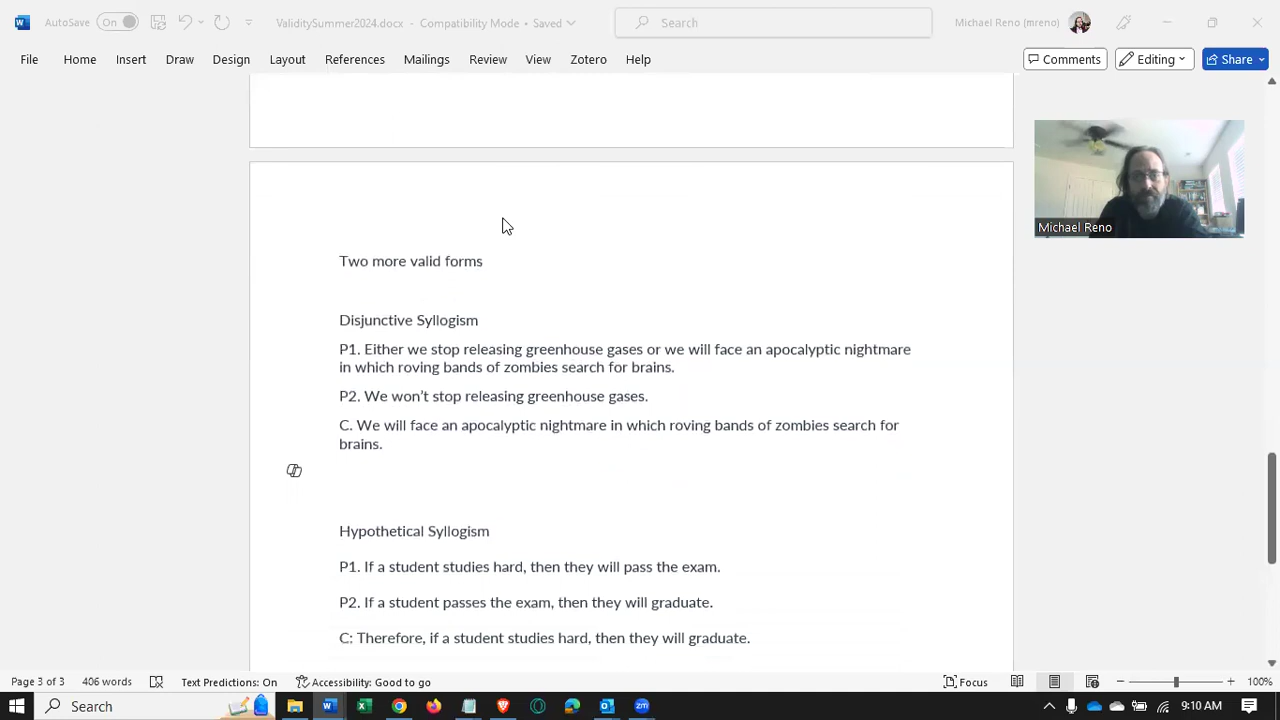 AutoSave On ValiditySummer2024.docx - Compatibility Mode • Saved Search Michael Reno (mreno)
File Home Insert Draw Design Layout References Mailings Review View Zotero Help Comments Editing Share
Michael Reno
Two more valid forms
Disjunctive Syllogism
P1. Either we stop releasing greenhouse gases or we will face an apocalyptic nightmare
in which roving bands of zombies search for brains.
P2. We won’t stop releasing greenhouse gases.
C. We will face an apocalyptic nightmare in which roving bands of zombies search for
brains.
Hypothetical Syllogism
P1. If a student studies hard, then they will pass the exam.
P2. If a student passes the exam, then they will graduate.
C: Therefore, if a student studies hard, then they will graduate.
Page 3 of 3 406 words Text Predictions: On Accessibility: Good to go Focus 100%
Search 9:10 AM